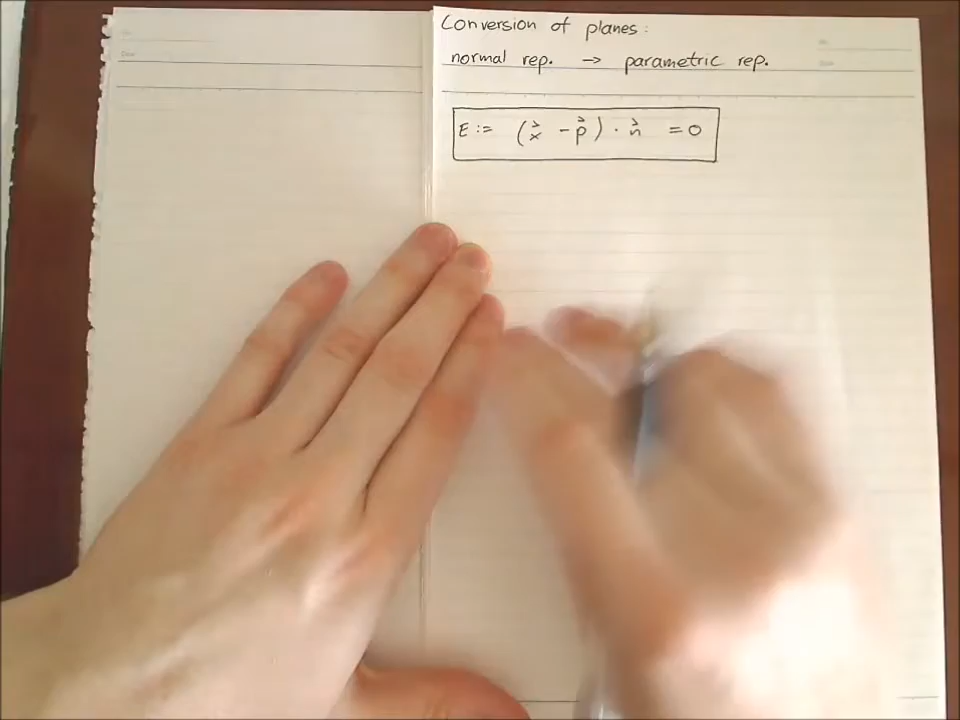 Conversion of planes:
normal rep. → parametric rep.
E := (x⃗ - p⃗) · n⃗ = 0